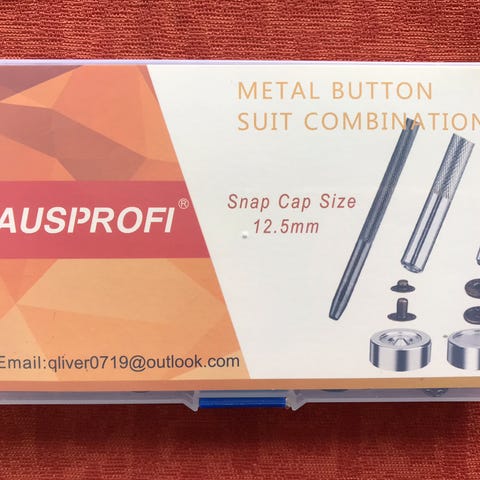 METAL BUTTON
SUIT COMBINATION
AUSPROFI®
Snap Cap Size
12.5mm
Email:qliver0719@outlook.com